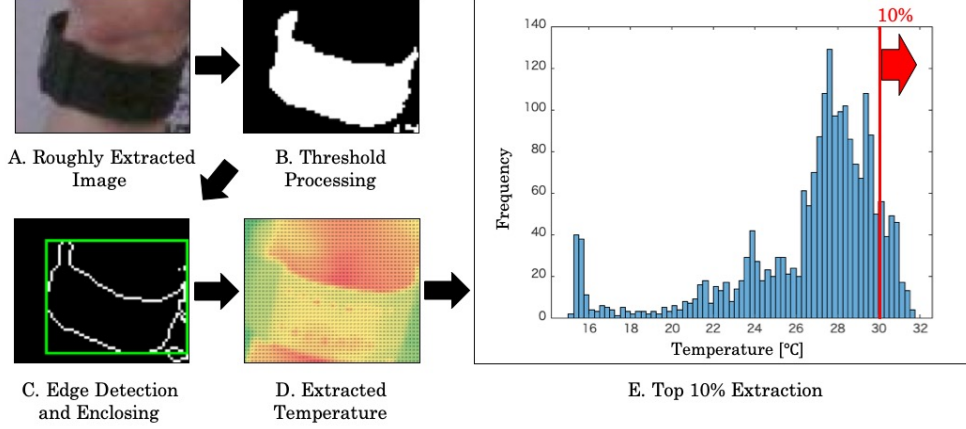 A. Roughly Extracted
Image
B. Threshold
Processing
C. Edge Detection
and Enclosing
D. Extracted
Temperature
10%
140
120
100
80
60
40
20
0
Frequency
16 18 20 22 24 26 28 30 32
Temperature [°C]
E. Top 10% Extraction